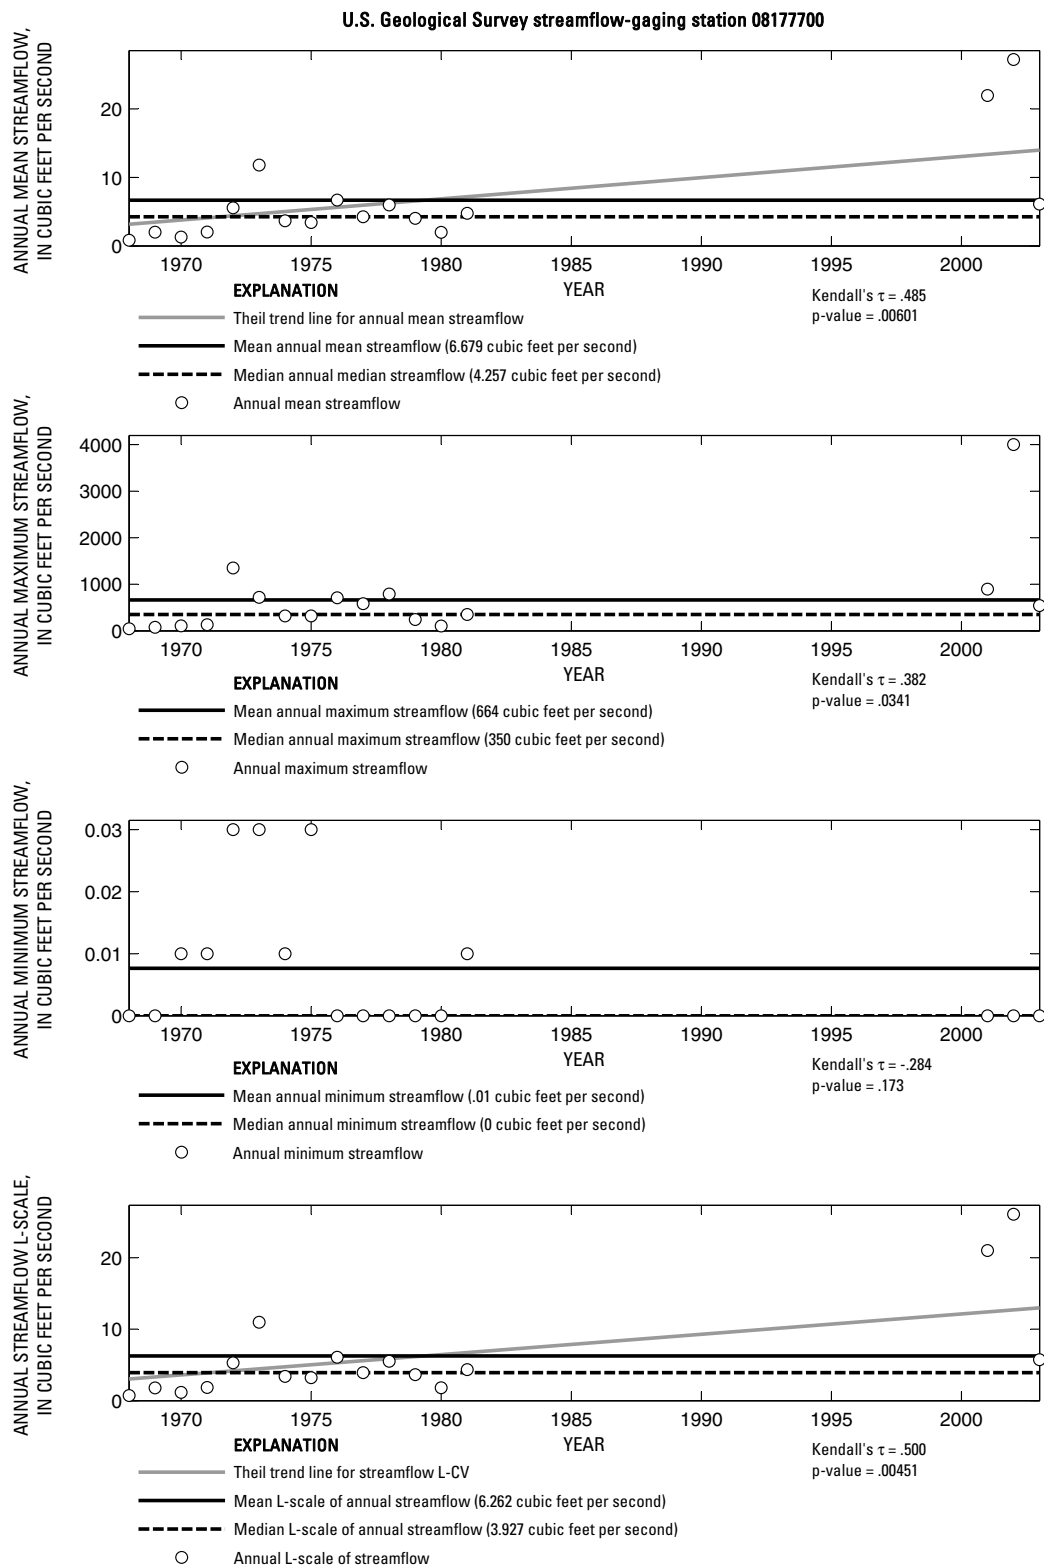 U.S. Geological Survey streamflow-gaging station 08177700
ANNUAL MEAN STREAMFLOW,
IN CUBIC FEET PER SECOND
20
10
0
1970 1975 1980 1985 1990 1995 2000
YEAR
Kendall's τ = .485
p-value = .00601
EXPLANATION
Theil trend line for annual mean streamflow
Mean annual mean streamflow (6.679 cubic feet per second)
Median annual median streamflow (4.257 cubic feet per second)
Annual mean streamflow
ANNUAL MAXIMUM STREAMFLOW,
IN CUBIC FEET PER SECOND
4000
3000
2000
1000
0
1970 1975 1980 1985 1990 1995 2000
YEAR
Kendall's τ = .382
p-value = .0341
EXPLANATION
Mean annual maximum streamflow (664 cubic feet per second)
Median annual maximum streamflow (350 cubic feet per second)
Annual maximum streamflow
ANNUAL MINIMUM STREAMFLOW,
IN CUBIC FEET PER SECOND
0.03
0.02
0.01
0
1970 1975 1980 1985 1990 1995 2000
YEAR
Kendall's τ = -.284
p-value = .173
EXPLANATION
Mean annual minimum streamflow (.01 cubic feet per second)
Median annual minimum streamflow (0 cubic feet per second)
Annual minimum streamflow
ANNUAL STREAMFLOW L-SCALE,
IN CUBIC FEET PER SECOND
20
10
0
1970 1975 1980 1985 1990 1995 2000
YEAR
Kendall's τ = .500
p-value = .00451
EXPLANATION
Theil trend line for streamflow L-CV
Mean L-scale of annual streamflow (6.262 cubic feet per second)
Median L-scale of annual streamflow (3.927 cubic feet per second)
Annual L-scale of streamflow